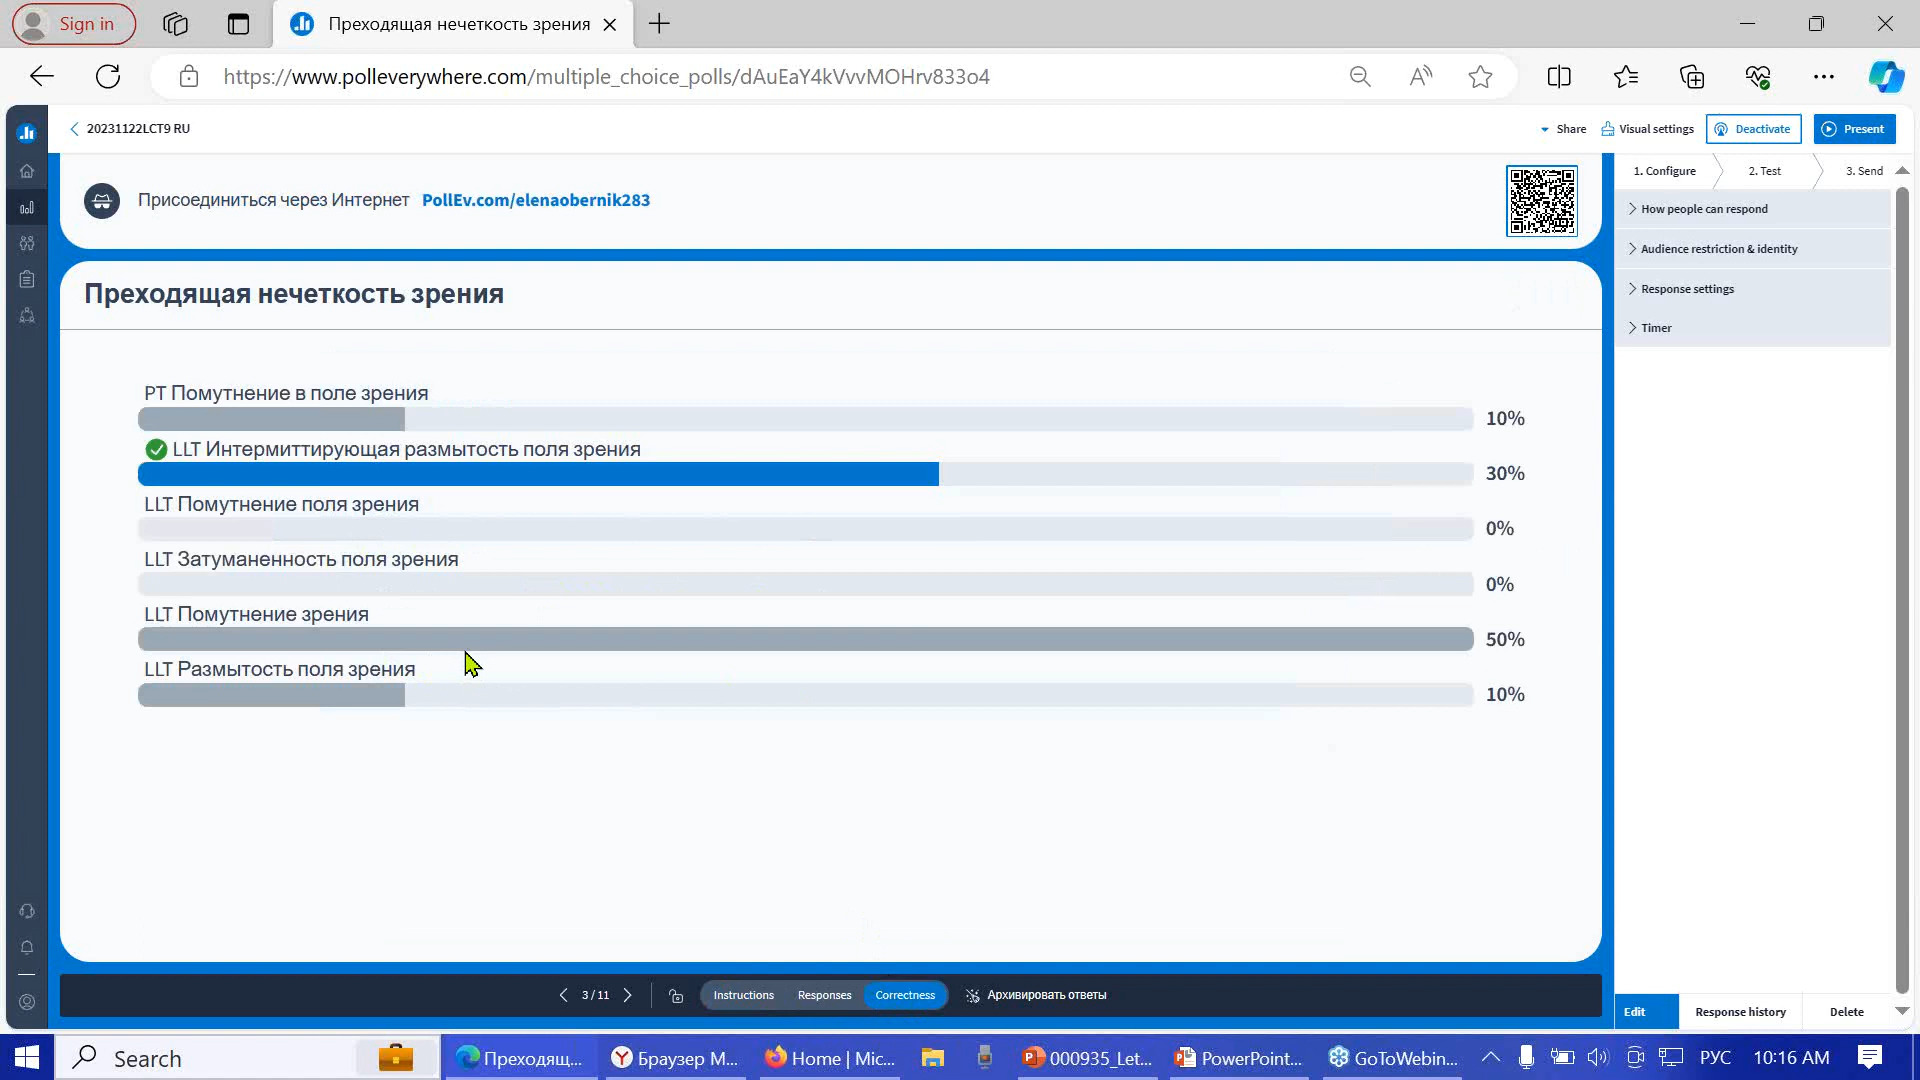 Sign in
Преходящая нечеткость зрения
https://www.polleverywhere.com/multiple_choice_polls/dAuEaY4kVvvMOHrv833o4
20231122LCT9 RU
Share
Visual settings
Deactivate
Present
Присоединиться через Интернет PollEv.com/elenaobernik283
1. Configure
2. Test
3. Send
How people can respond
Audience restriction & identity
Response settings
Timer
Преходящая нечеткость зрения
PT Помутнение в поле зрения
10%
LLT Интермиттирующая размытость поля зрения
30%
LLT Помутнение поля зрения
0%
LLT Затуманенность поля зрения
0%
LLT Помутнение зрения
50%
LLT Размытость поля зрения
10%
3 / 11
Instructions
Responses
Correctness
Архивировать ответы
Edit
Response history
Delete
Search
Преходящ...
Браузер М...
Home | Mic...
000935_Let...
PowerPoint...
GoToWebin...
РУС
10:16 AM